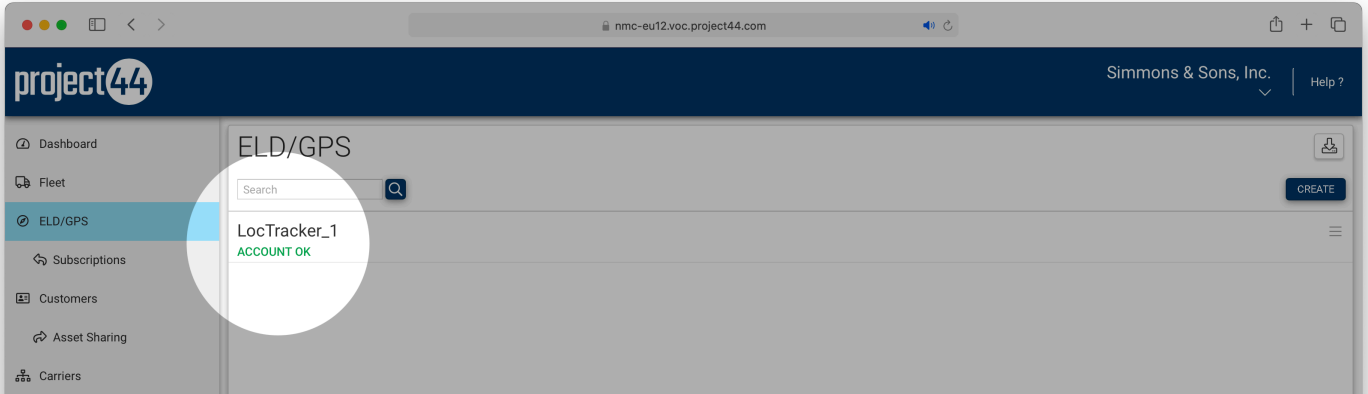 nmc-eu12.voc.project44.com
project44
Simmons & Sons, Inc.
Help ?
Dashboard
Fleet
ELD/GPS
Subscriptions
Customers
Asset Sharing
Carriers
ELD/GPS
Search
CREATE
LocTracker_1
ACCOUNT OK